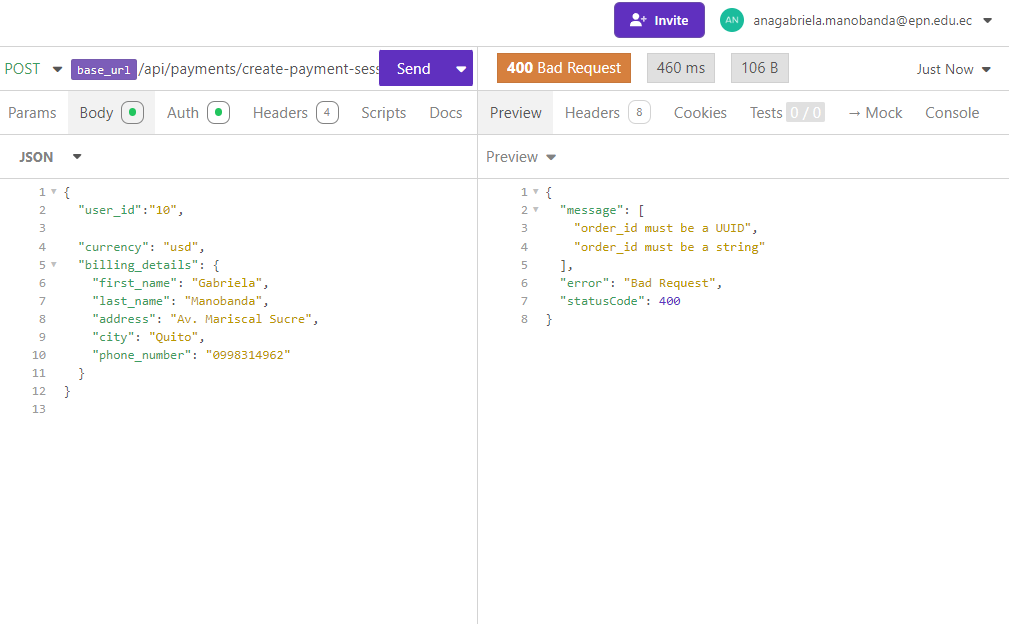 Invite
AN
anagabriela.manobanda@epn.edu.ec
POST base_url /api/payments/create-payment-sess Send
400 Bad Request 460 ms 106 B Just Now
Params Body Auth Headers 4 Scripts Docs
Preview Headers 8 Cookies Tests 0 / 0 → Mock Console
JSON
Preview
1 {
2 "user_id":"10",
3
4 "currency": "usd",
5 "billing_details": {
6 "first_name": "Gabriela",
7 "last_name": "Manobanda",
8 "address": "Av. Mariscal Sucre",
9 "city": "Quito",
10 "phone_number": "0998314962"
11 }
12 }
13
1 {
2 "message": [
3 "order_id must be a UUID",
4 "order_id must be a string"
5 ],
6 "error": "Bad Request",
7 "statusCode": 400
8 }